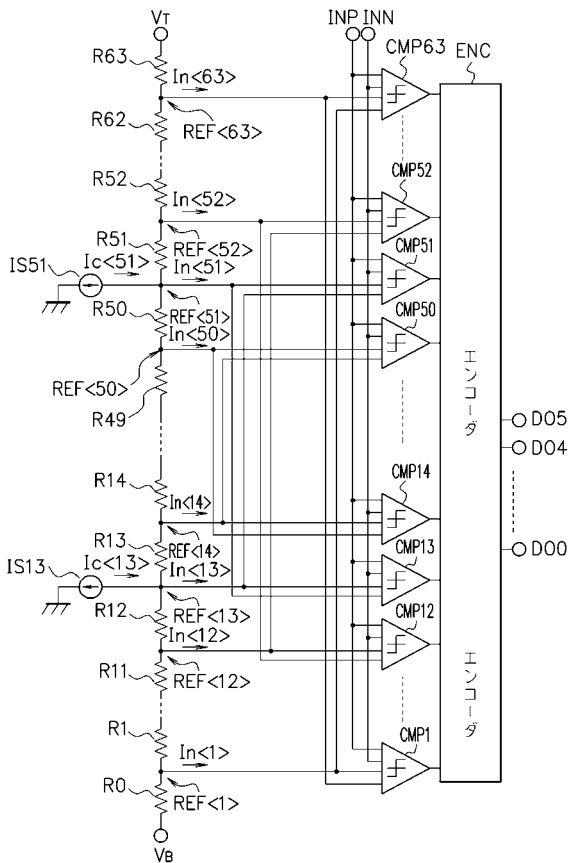 VT
INP INN
R63
In<63>
CMP63
ENC
R62
REF<63>
R52
In<52>
CMP52
R51
REF<52>
IS51
Ic<51>
In<51>
CMP51
R50
REF<51>
In<50>
CMP50
REF<50>
R49
エンコーダ
DO5
DO4
R14
In<14>
CMP14
DO0
R13
REF<14>
IS13
Ic<13>
In<13>
CMP13
R12
REF<13>
In<12>
CMP12
R11
REF<12>
エンコーダ
R1
In<1>
CMP1
R0
REF<1>
VB